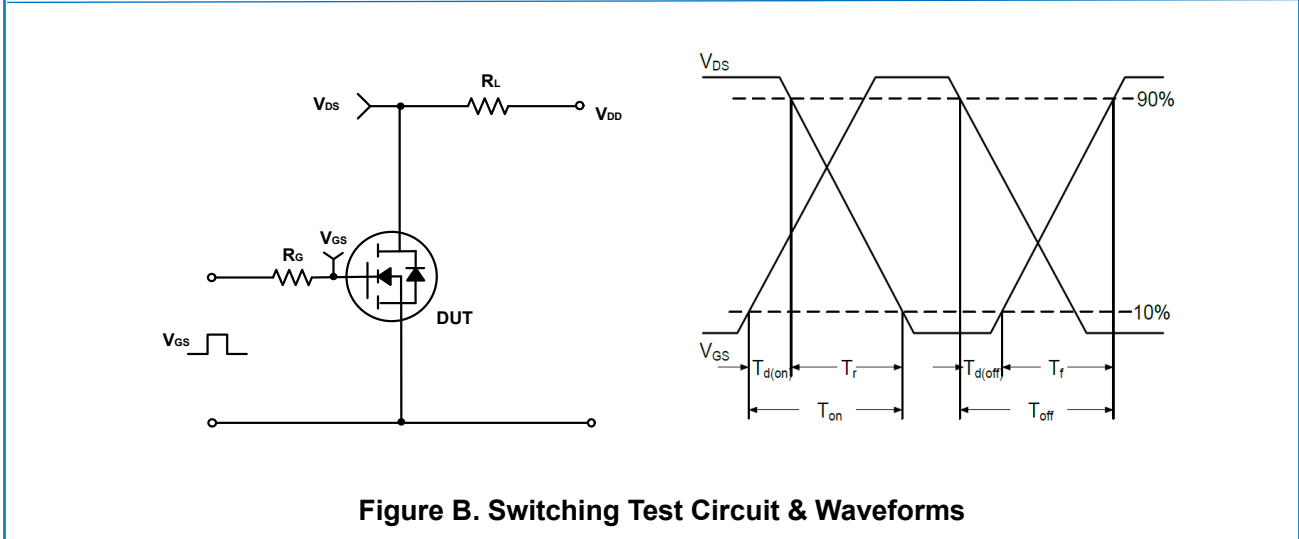 VDS
RL
VDD
VGS
RG
DUT
VGS
VDS
90%
10%
VGS
Td(on)
Tr
Td(off)
Tf
Ton
Toff
Figure B. Switching Test Circuit & Waveforms